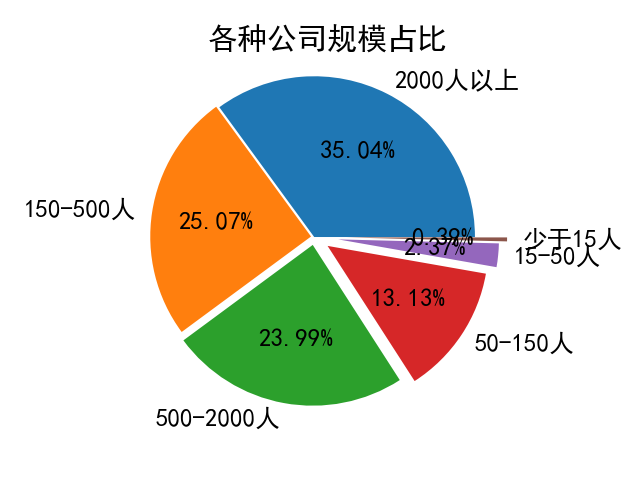 各种公司规模占比
2000人以上
35.04%
150-500人
25.07%
0.39%
少于15人
2.37%
15-50人
13.13%
23.99%
50-150人
500-2000人